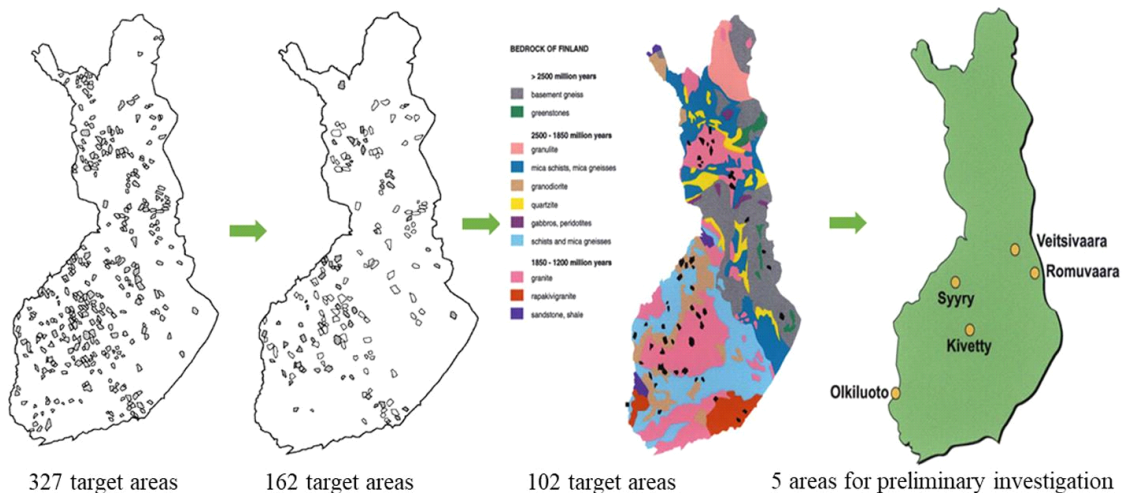 BEDROCK OF FINLAND
> 2500 million years
basement gneiss
greenstones
2500 - 1850 million years
granulite
mica schists, mica gneisses
granodiorite
quartzite
gabbros, peridotites
schists and mica gneisses
1850 - 1200 million years
granite
rapakivigranite
sandstone, shale
Veitsivaara
Romuvaara
Syyry
Kivetty
Olkiluoto
327 target areas
162 target areas
102 target areas
5 areas for preliminary investigation